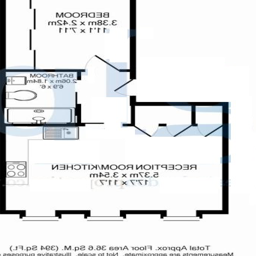 BEDROOM
3.38m x 2.42m
11'1 x 7'11
BATHROOM
2.06m x 1.84m
6'9 x 6'
RECEPTION ROOM/KITCHEN
5.37m x 3.54m
17'7 x 11'7
Total Approx. Floor Area 36.6 Sq.M. (394 Sq.Ft.)
Measurements are approximate. Not to scale. Illustrative purposes